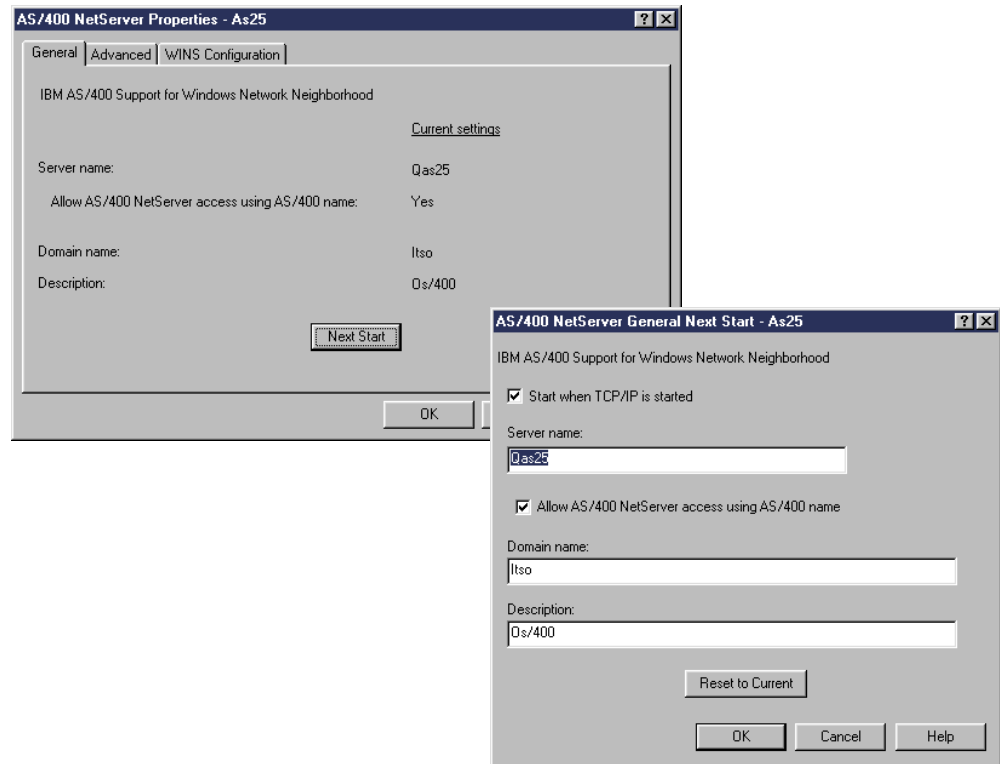 AS/400 NetServer Properties - As25
General Advanced WINS Configuration
IBM AS/400 Support for Windows Network Neighborhood
Current settings
Server name: Qas25
Allow AS/400 NetServer access using AS/400 name: Yes
Domain name: Itso
Description: Os/400
Next Start
OK
AS/400 NetServer General Next Start - As25
IBM AS/400 Support for Windows Network Neighborhood
Start when TCP/IP is started
Server name:
Qas25
Allow AS/400 NetServer access using AS/400 name
Domain name:
Itso
Description:
Os/400
Reset to Current
OK Cancel Help